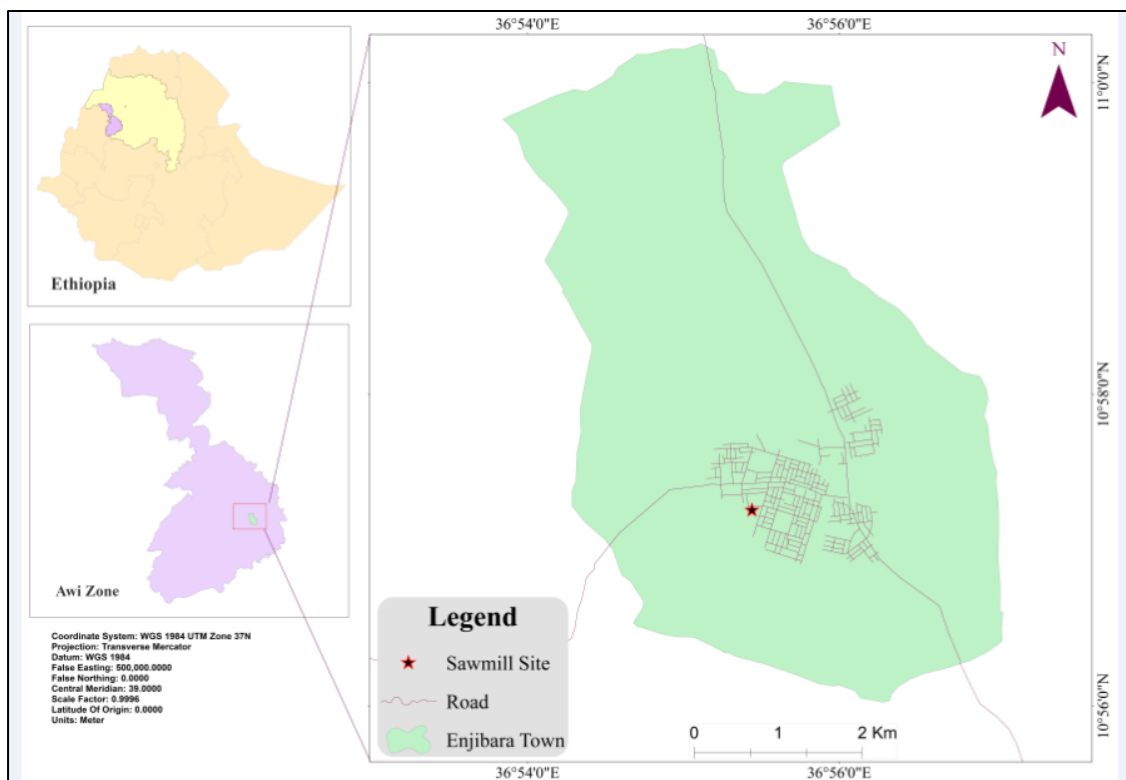 36°54'0"E
36°56'0"E
N
11°0'0"N
Ethiopia
10°58'0"N
Awi Zone
Coordinate System: WGS 1984 UTM Zone 37N
Projection: Transverse Mercator
Datum: WGS 1984
False Easting: 500,000.0000
False Northing: 0.0000
Central Meridian: 39.0000
Scale Factor: 0.9996
Latitude Of Origin: 0.0000
Units: Meter
Legend
Sawmill Site
Road
Enjibara Town
0 1 2 Km
10°56'0"N
36°54'0"E
36°56'0"E